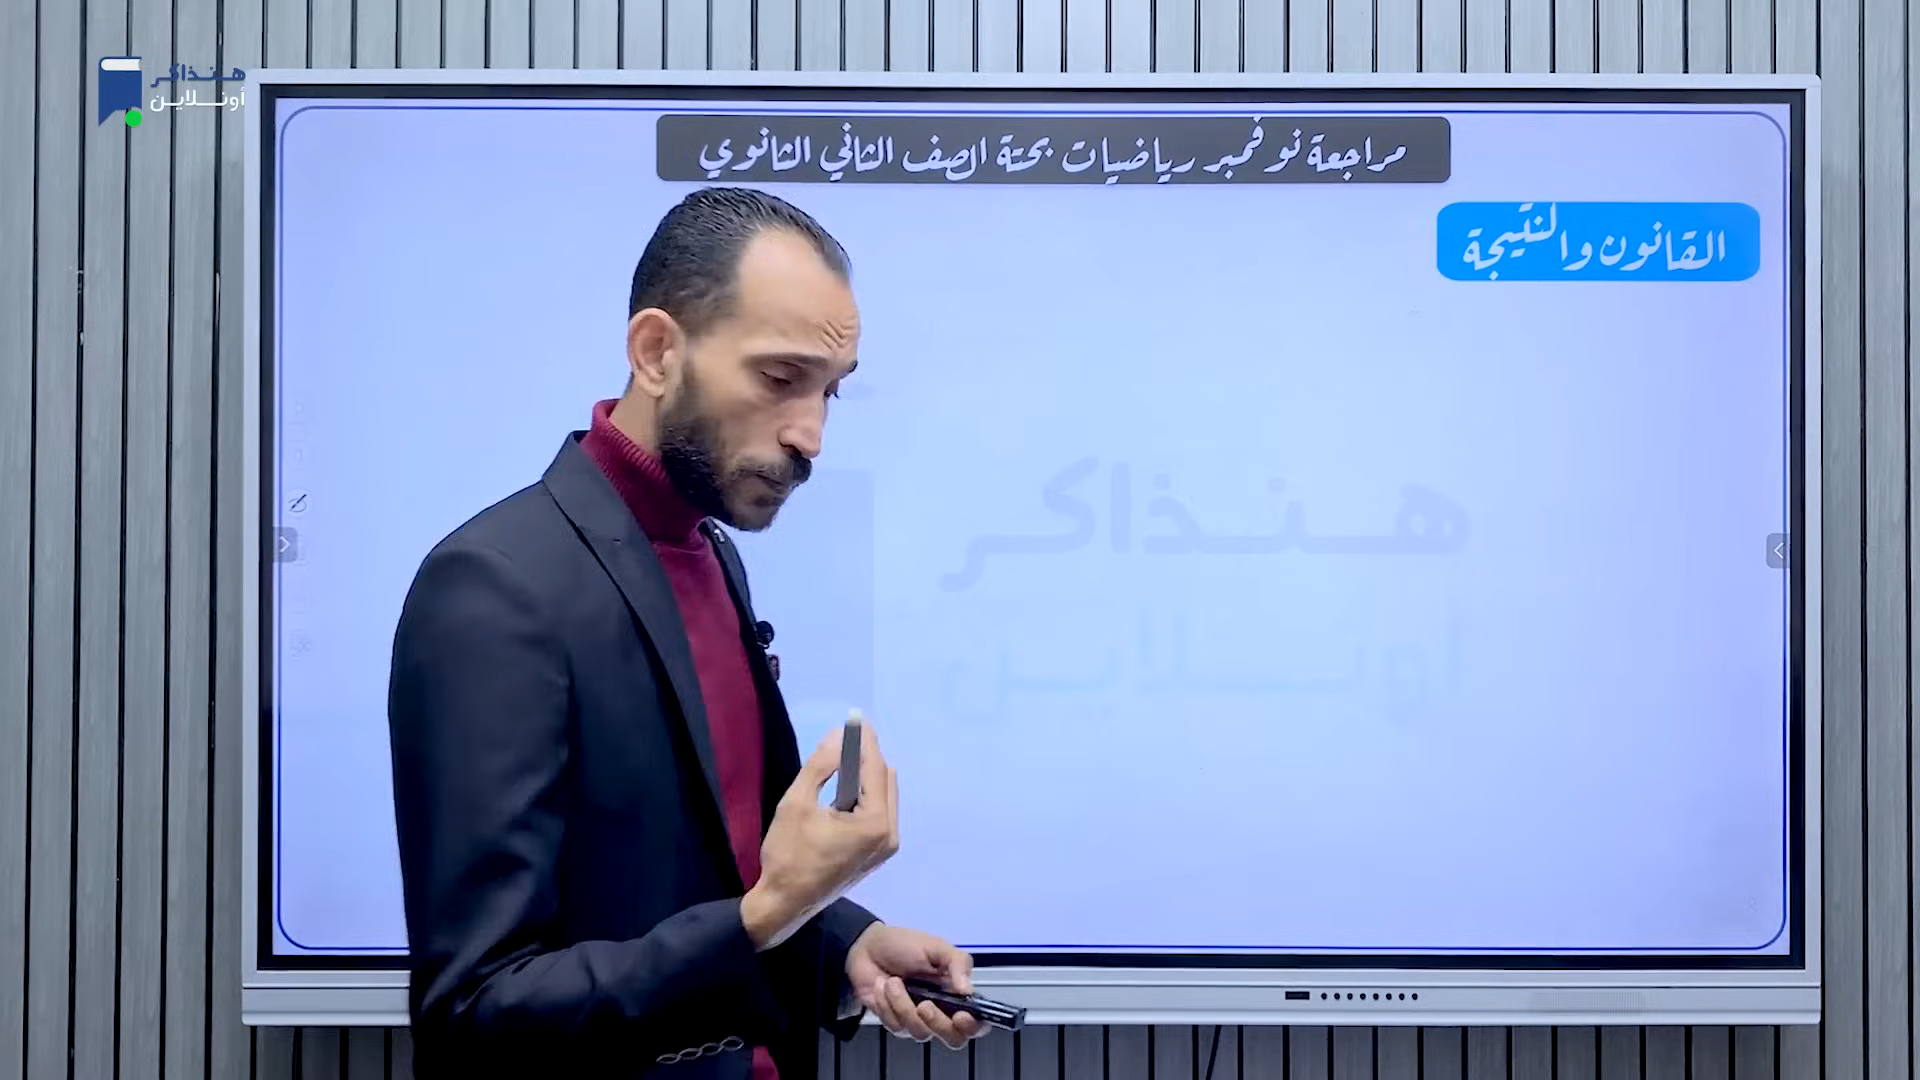 هنذاكر
أونلاين
مراجعة نوفمبر رياضيات بحتة الصف الثاني الثانوي
القانون والنتيجة
هنذاكر
أونلاين